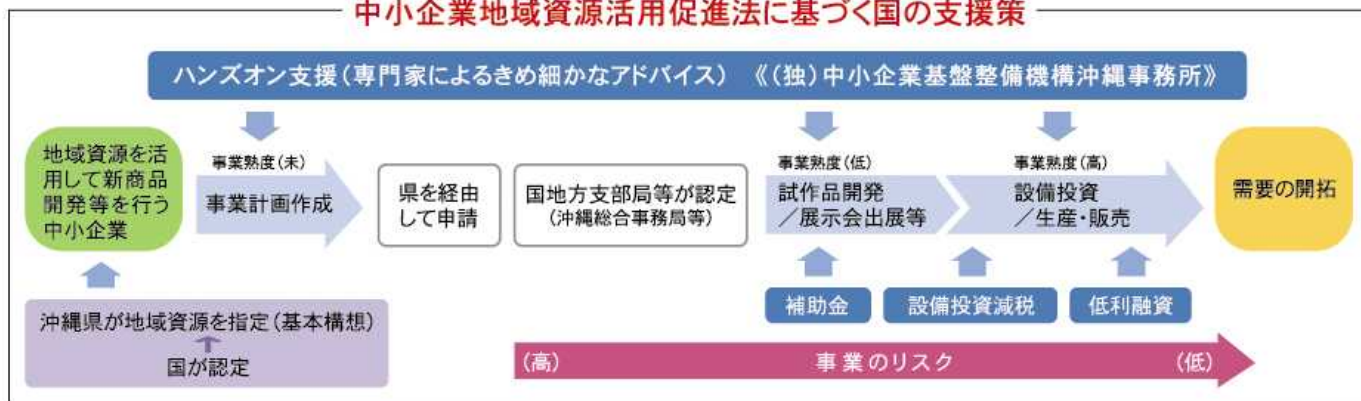 中小企業地域資源活用促進法に基づく国の支援策
ハンズオン支援(専門家によるきめ細かなアドバイス) 《(独)中小企業基盤整備機構沖縄事務所》
地域資源を活
用して新商品
開発等を行う
中小企業
事業熟度(未)
事業計画作成
県を経由
して申請
国地方支部局等が認定
(沖縄総合事務局等)
事業熟度(低)
試作品開発
/展示会出展等
事業熟度(高)
設備投資
/生産・販売
需要の開拓
補助金
設備投資減税
低利融資
沖縄県が地域資源を指定(基本構想)
国が認定
(高) 事業のリスク (低)